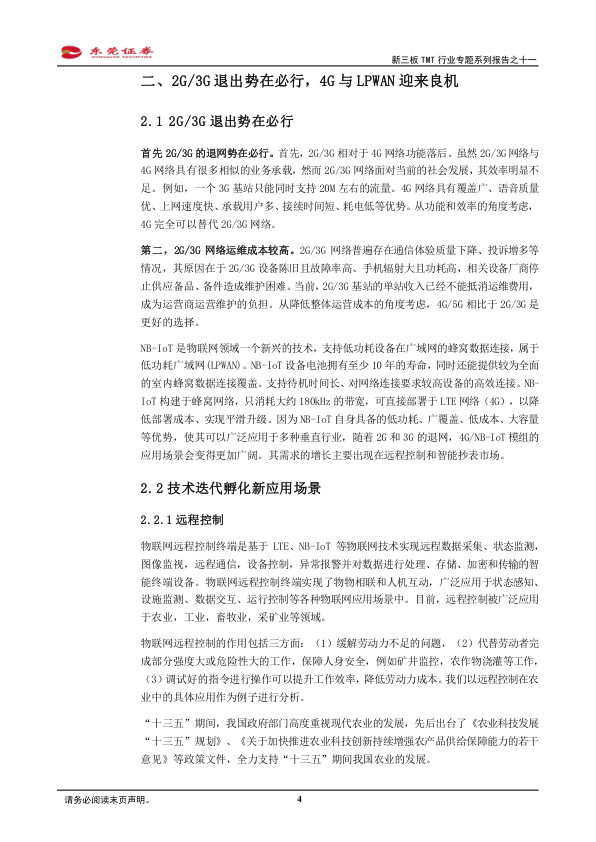 东莞证券
新三板 TMT 行业专题系列报告之十一
二、2G/3G 退出势在必行，4G 与 LPWAN 迎来良机
2.1 2G/3G 退出势在必行
首先 2G/3G 的退网势在必行。首先，2G/3G 相对于 4G 网络功能落后。虽然 2G/3G 网络与
4G 网络具有很多相似的业务承载，然而 2G/3G 网络面对当前的社会发展，其效率明显不
足。例如，一个 3G 基站只能同时支持 20M 左右的流量。4G 网络具有覆盖广、语音质量
优、上网速度快、承载用户多、接续时间短、耗电低等优势。从功能和效率的角度考虑，
4G 完全可以替代 2G/3G 网络。
第二，2G/3G 网络运维成本较高。2G/3G 网络普遍存在通信体验质量下降、投诉增多等
情况，其原因在于 2G/3G 设备陈旧且故障率高、手机辐射大且功耗高，相关设备厂商停
止供应备品、备件造成维护困难。当前，2G/3G 基站的单站收入已经不能抵消运维费用，
成为运营商运营维护的负担。从降低整体运营成本的角度考虑，4G/5G 相比于 2G/3G 是
更好的选择。
NB-IoT 是物联网领域一个新兴的技术，支持低功耗设备在广域网的蜂窝数据连接，属于
低功耗广域网(LPWAN)。NB-IoT 设备电池拥有至少 10 年的寿命，同时还能提供较为全面
的室内蜂窝数据连接覆盖。支持待机时间长、对网络连接要求较高设备的高效连接。NB-
IoT 构建于蜂窝网络，只消耗大约 180kHz 的带宽，可直接部署于 LTE 网络（4G），以降
低部署成本、实现平滑升级。因为 NB-IoT 自身具备的低功耗、广覆盖、低成本、大容量
等优势，使其可以广泛应用于多种垂直行业，随着 2G 和 3G 的退网，4G/NB-IoT 模组的
应用场景会变得更加广阔。其需求的增长主要出现在远程控制和智能抄表市场。
2.2 技术迭代孵化新应用场景
2.2.1 远程控制
物联网远程控制终端是基于 LTE、NB-IoT 等物联网技术实现远程数据采集、状态监测，
图像监视，远程通信，设备控制，异常报警并对数据进行处理、存储、加密和传输的智
能终端设备。物联网远程控制终端实现了物物相联和人机互动，广泛应用于状态感知、
设施监测、数据交互、运行控制等各种物联网应用场景中。目前，远程控制被广泛应用
于农业，工业，畜牧业，采矿业等领域。
物联网远程控制的作用包括三方面：（1）缓解劳动力不足的问题，（2）代替劳动者完
成部分强度大或危险性大的工作，保障人身安全，例如矿井监控，农作物浇灌等工作，
（3）调试好的指令进行操作可以提升工作效率，降低劳动力成本。我们以远程控制在农
业中的具体应用作为例子进行分析。
“十三五”期间，我国政府部门高度重视现代农业的发展，先后出台了《农业科技发展
“十三五”规划》、《关于加快推进农业科技创新持续增强农产品供给保障能力的若干
意见》等政策文件，全力支持“十三五”期间我国农业的发展。
请务必阅读末页声明。
4